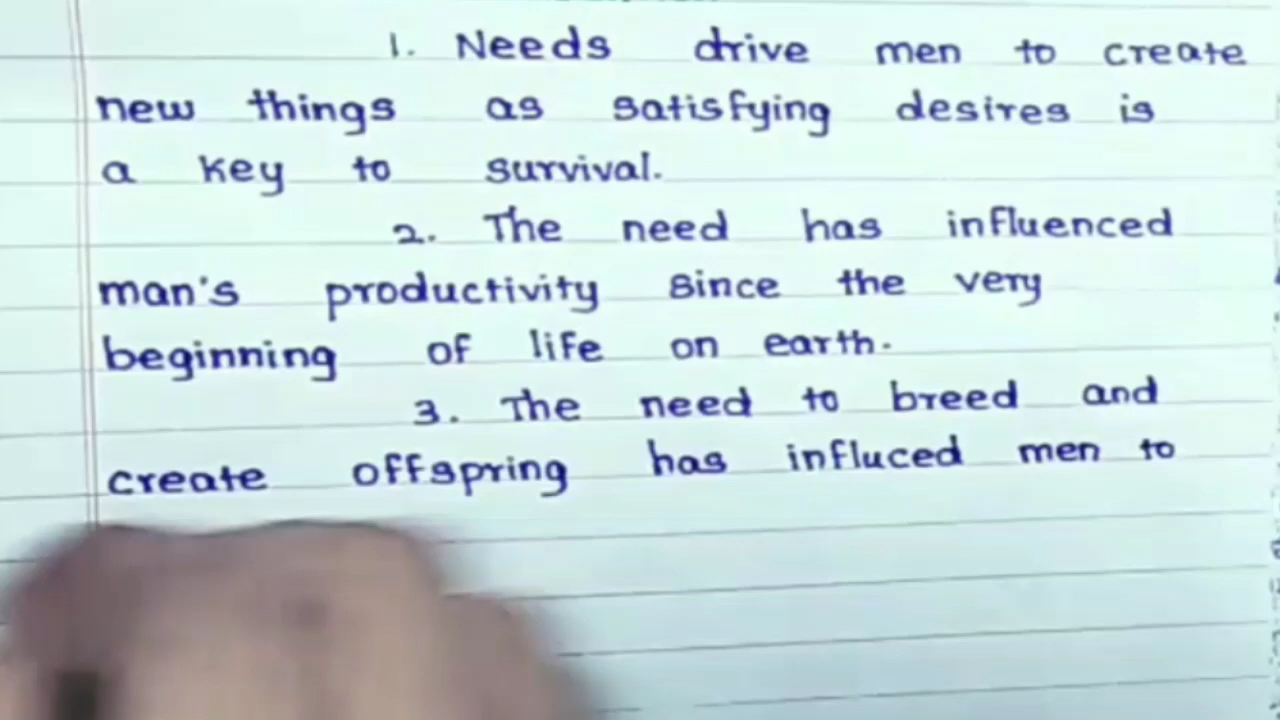 1. Needs drive men to create
new things as satisfying desires is
a key to survival.
2. The need has influenced
man's productivity since the very
beginning of life on earth.
3. The need to breed and
create offspring has influced men to